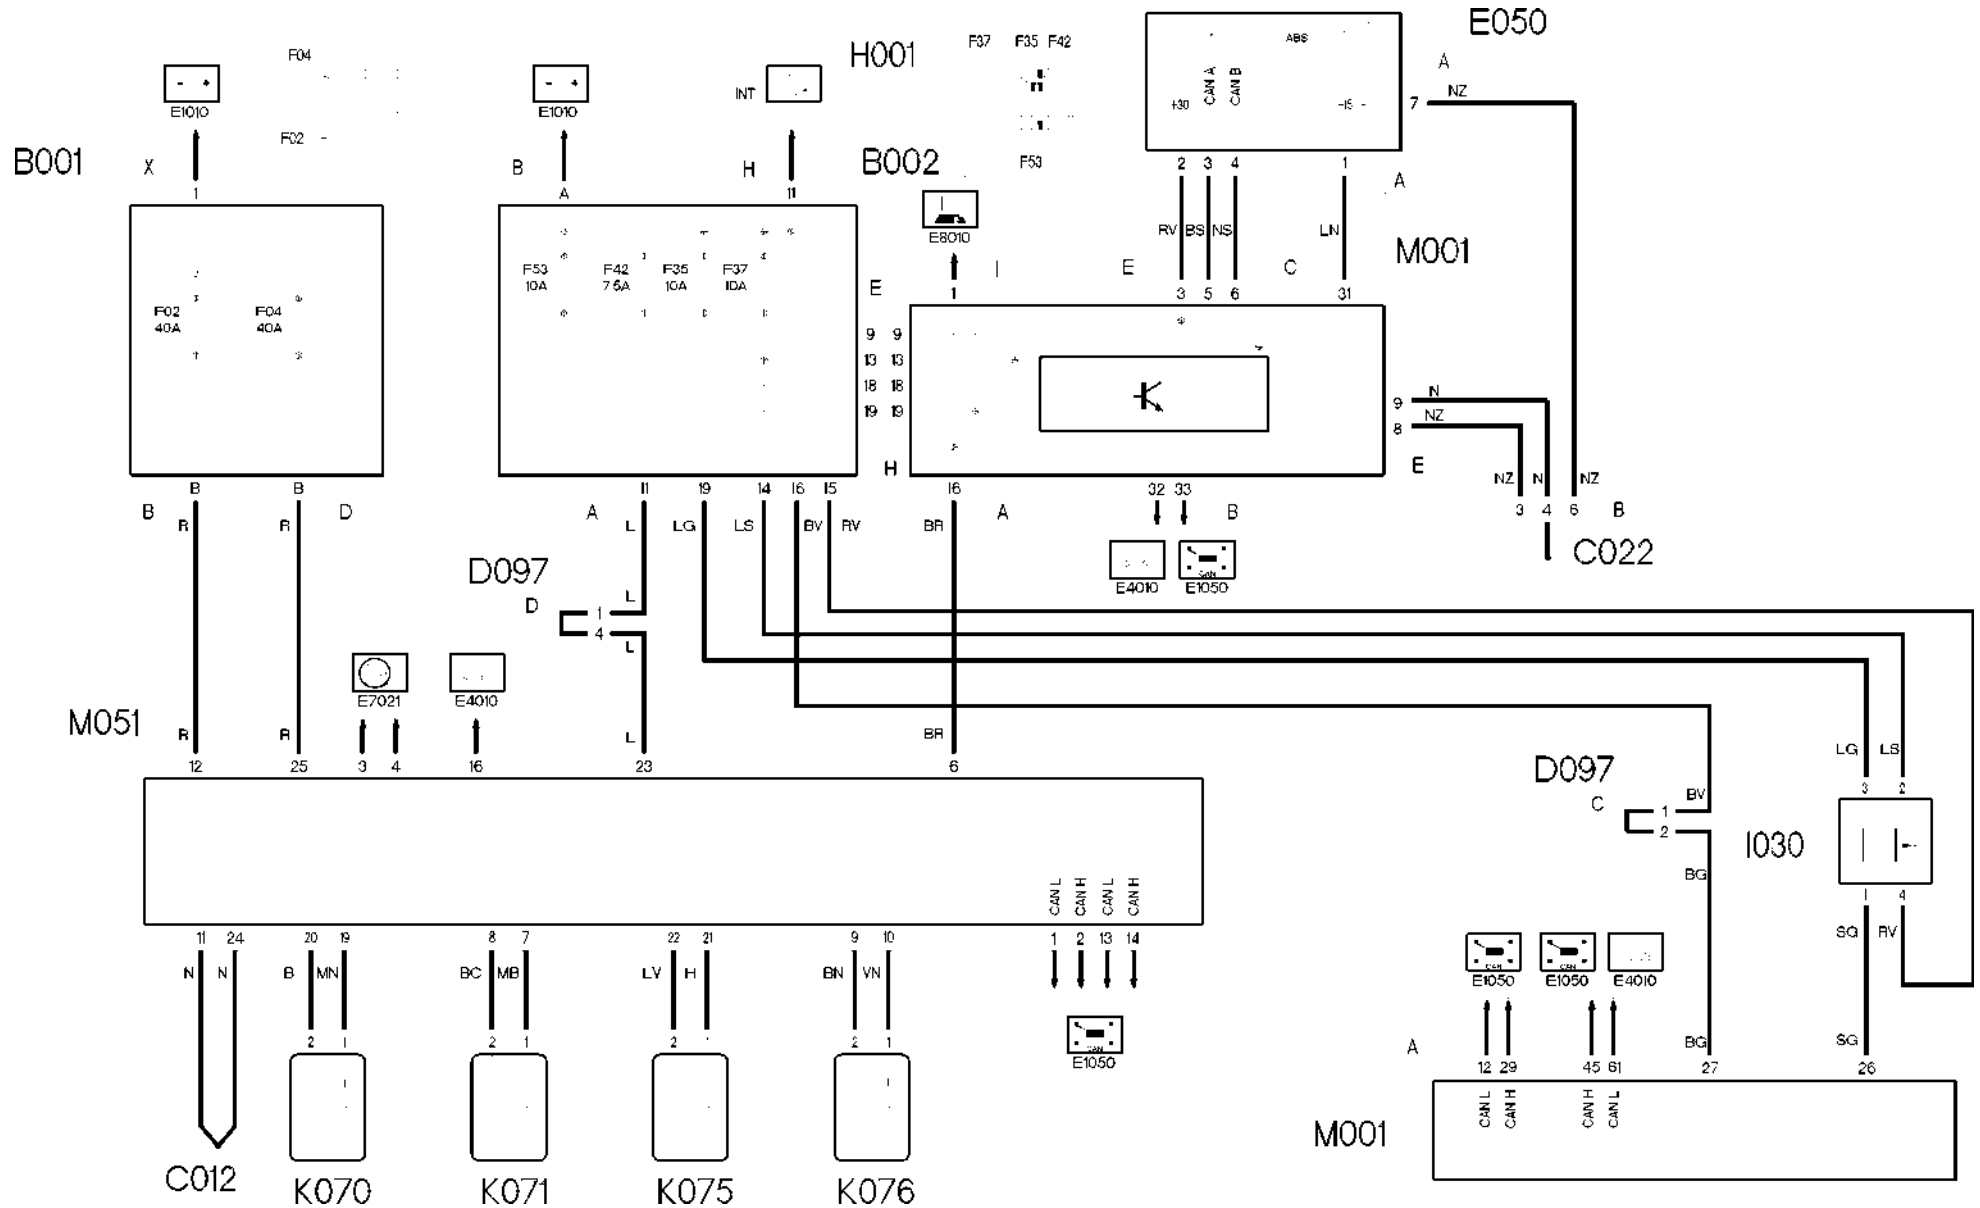 E050
F04
H001
F37 F35 F42
ABS
A
INT
CAN A
CAN B
+30
-15 -
7
NZ
E1010
E1010
F02
B001
X
B
H
B002
F53
2 3 4 1
1
A
11
A
E8010
RV BS NS LN
M001
F53
10A
F42
7.5A
F35
10A
F37
10A
E
I
E
C
1
3 5 6 31
F02
40A
F04
40A
9 9
13 13
18 18
19 19
H
9
N
8
NZ
E
B B
11 19 14 16 15
16
32 33
NZ N NZ
B
R
R
D
A
L
LG
LS
BV
RV
BR
A
B
3 4 6
B
C022
D097
D
E4010
E1050
CAN
L
1
4
L
E7021
E4010
M051
R
R
L
BR
LG
LS
12 25 3 4 16 23 6
D097
C
BV
1
2
3 2
I030
BG
CAN L
CAN H
CAN L
CAN H
1 4
11 24 20 19 8 7 22 21 9 10 1 2 13 14
SG
RV
N N B MN BC MB LV H BN VN
CAN
E1050
CAN
E1050
E4010
CAN
E1050
2 1 2 1 2 1 2 1
A
BG
SG
12 29 45 61 27 26
CAN L
CAN H
CAN H
CAN L
M001
C012
K070
K071
K075
K076